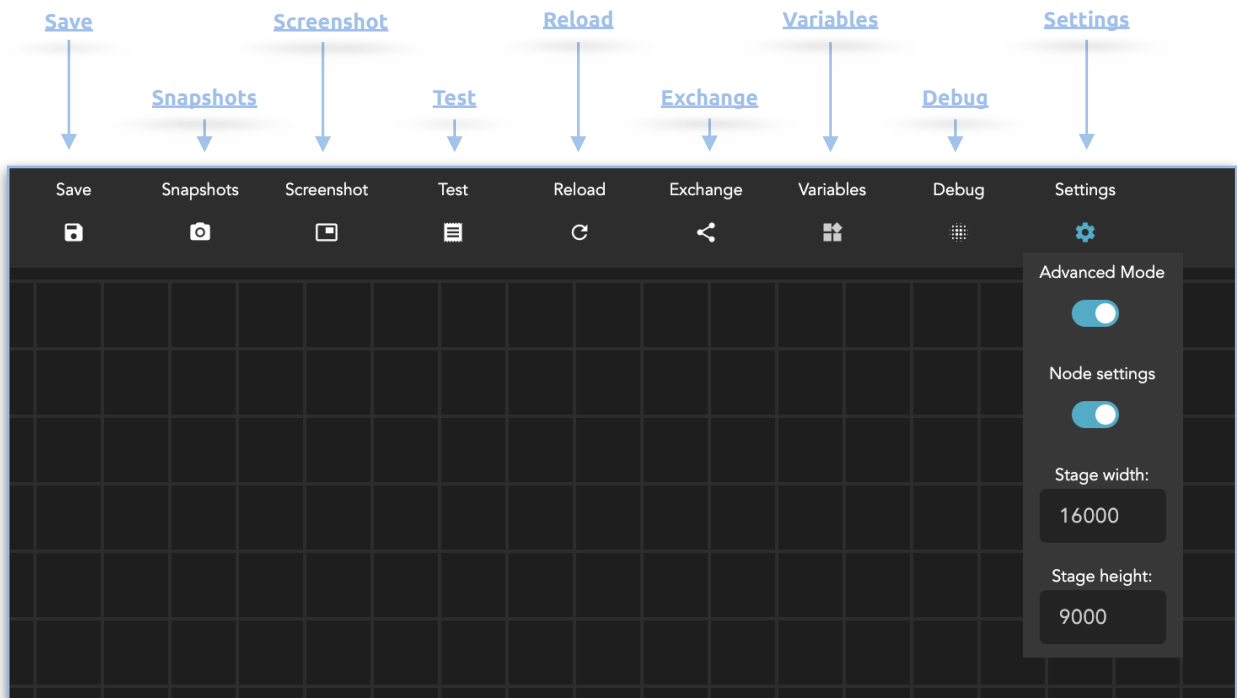 Save
Screenshot
Reload
Variables
Settings
Snapshots
Test
Exchange
Debug
Save
Snapshots
Screenshot
Test
Reload
Exchange
Variables
Debug
Settings
Advanced Mode
Node settings
Stage width:
16000
Stage height:
9000